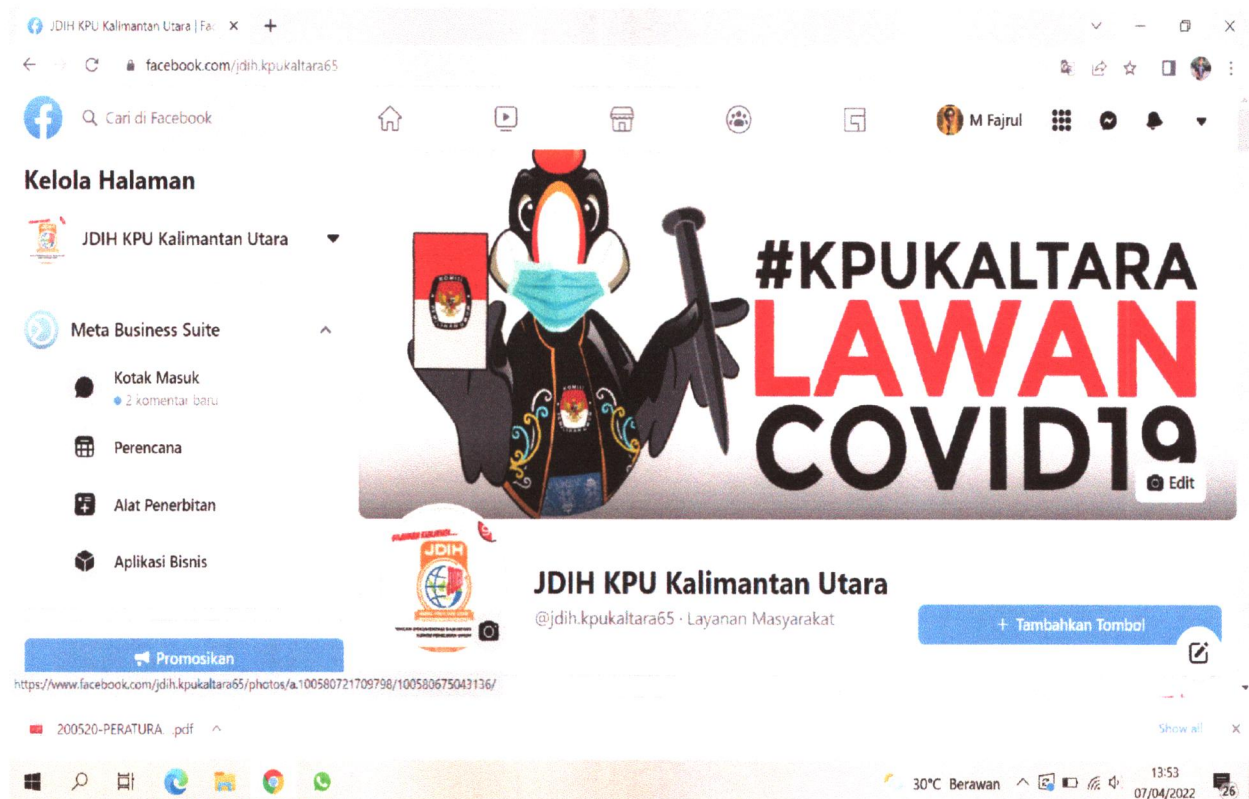 JDIH KPU Kalimantan Utara | Fac
facebook.com/jdih.kpukaltara65
Cari di Facebook
M Fajrul
Kelola Halaman
JDIH KPU Kalimantan Utara
Meta Business Suite
Kotak Masuk
2 komentar baru
Perencana
Alat Penerbitan
Aplikasi Bisnis
Promosikan
#KPUKALTARA
LAWAN
COVID19
Edit
JDIH
JDIH KPU Kalimantan Utara
@jdih.kpukaltara65 · Layanan Masyarakat
+ Tambahkan Tombol
https://www.facebook.com/jdih.kpukaltara65/photos/a.100580721709798/100580675043136/
200520-PERATURA...pdf
Show all
30°C Berawan
13:53
07/04/2022
26